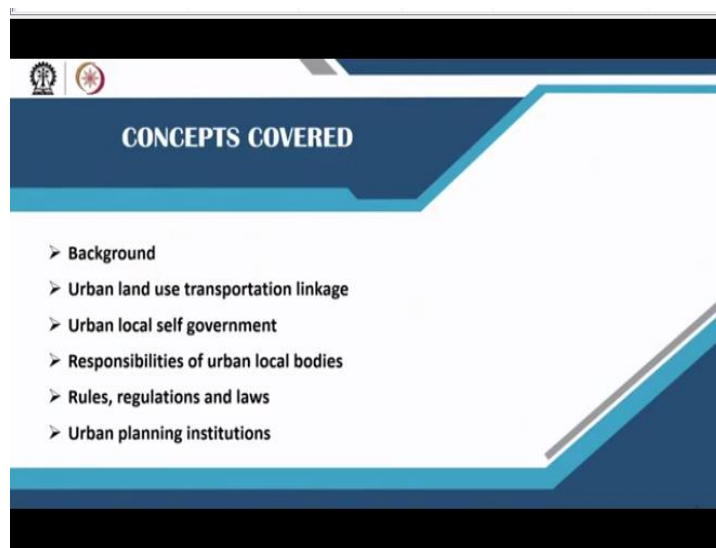 CONCEPTS COVERED
➢ Background
➢ Urban land use transportation linkage
➢ Urban local self government
➢ Responsibilities of urban local bodies
➢ Rules, regulations and laws
➢ Urban planning institutions